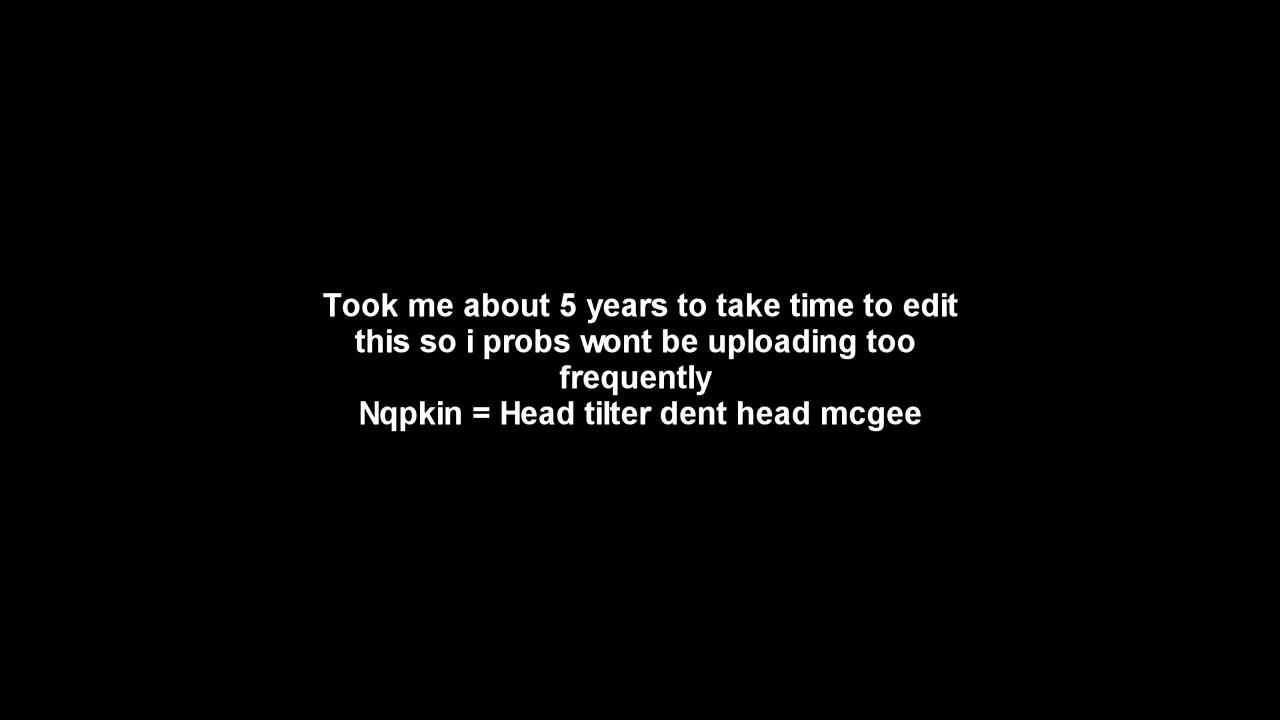 Took me about 5 years to take time to edit
this so i probs wont be uploading too
frequently
Nqpkin = Head tilter dent head mcgee